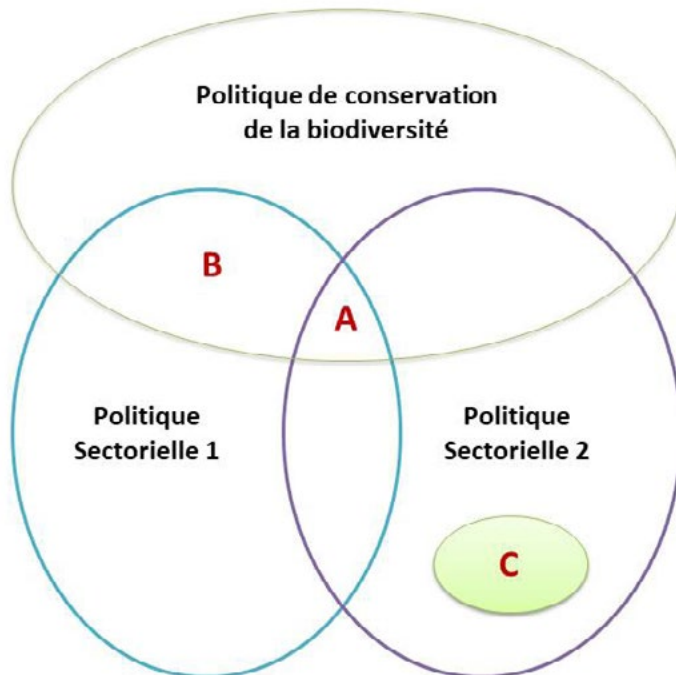 Politique de conservation
de la biodiversité
B
A
Politique
Sectorielle 1
Politique
Sectorielle 2
C